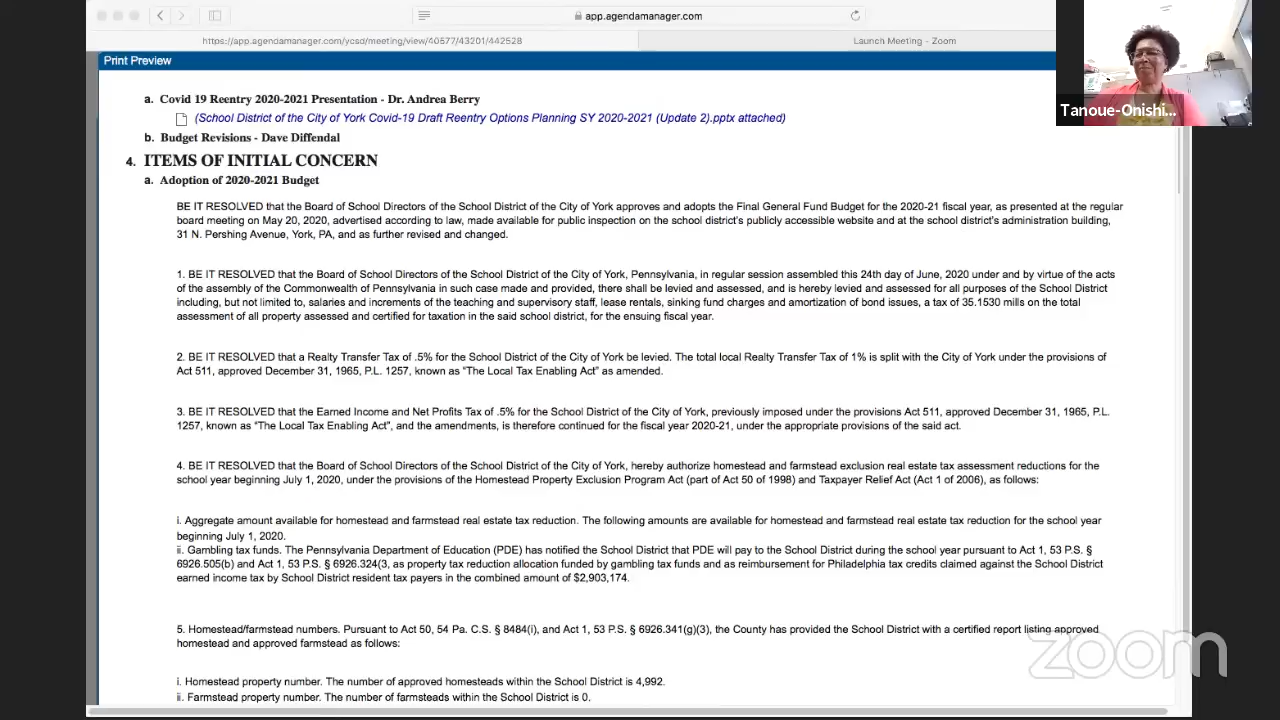 app.agendamanager.com
https://app.agendamanager.com/ycsd/meeting/view/40577/43201/442528
Launch Meeting - Zoom
Print Preview
Tanoue-Onishi...
a. Covid 19 Reentry 2020-2021 Presentation - Dr. Andrea Berry
(School District of the City of York Covid-19 Draft Reentry Options Planning SY 2020-2021 (Update 2).pptx attached)
b. Budget Revisions - Dave Diffendal
4. ITEMS OF INITIAL CONCERN
a. Adoption of 2020-2021 Budget
BE IT RESOLVED that the Board of School Directors of the School District of the City of York approves and adopts the Final General Fund Budget for the 2020-21 fiscal year, as presented at the regular
board meeting on May 20, 2020, advertised according to law, made available for public inspection on the school district's publicly accessible website and at the school district's administration building,
31 N. Pershing Avenue, York, PA, and as further revised and changed.
1. BE IT RESOLVED that the Board of School Directors of the School District of the City of York, Pennsylvania, in regular session assembled this 24th day of June, 2020 under and by virtue of the acts
of the assembly of the Commonwealth of Pennsylvania in such case made and provided, there shall be levied and assessed, and is hereby levied and assessed for all purposes of the School District
including, but not limited to, salaries and increments of the teaching and supervisory staff, lease rentals, sinking fund charges and amortization of bond issues, a tax of 35.1530 mills on the total
assessment of all property assessed and certified for taxation in the said school district, for the ensuing fiscal year.
2. BE IT RESOLVED that a Realty Transfer Tax of .5% for the School District of the City of York be levied. The total local Realty Transfer Tax of 1% is split with the City of York under the provisions of
Act 511, approved December 31, 1965, P.L. 1257, known as "The Local Tax Enabling Act" as amended.
3. BE IT RESOLVED that the Earned Income and Net Profits Tax of .5% for the School District of the City of York, previously imposed under the provisions Act 511, approved December 31, 1965, P.L.
1257, known as "The Local Tax Enabling Act", and the amendments, is therefore continued for the fiscal year 2020-21, under the appropriate provisions of the said act.
4. BE IT RESOLVED that the Board of School Directors of the School District of the City of York, hereby authorize homestead and farmstead exclusion real estate tax assessment reductions for the
school year beginning July 1, 2020, under the provisions of the Homestead Property Exclusion Program Act (part of Act 50 of 1998) and Taxpayer Relief Act (Act 1 of 2006), as follows:
i. Aggregate amount available for homestead and farmstead real estate tax reduction. The following amounts are available for homestead and farmstead real estate tax reduction for the school year
beginning July 1, 2020.
ii. Gambling tax funds. The Pennsylvania Department of Education (PDE) has notified the School District that PDE will pay to the School District during the school year pursuant to Act 1, 53 P.S. §
6926.505(b) and Act 1, 53 P.S. § 6926.324(3, as property tax reduction allocation funded by gambling tax funds and as reimbursement for Philadelphia tax credits claimed against the School District
earned income tax by School District resident tax payers in the combined amount of $2,903,174.
5. Homestead/farmstead numbers. Pursuant to Act 50, 54 Pa. C.S. § 8484(i), and Act 1, 53 P.S. § 6926.341(g)(3), the County has provided the School District with a certified report listing approved
homestead and approved farmstead as follows:
zoom
i. Homestead property number. The number of approved homesteads within the School District is 4,992.
ii. Farmstead property number. The number of farmsteads within the School District is 0.